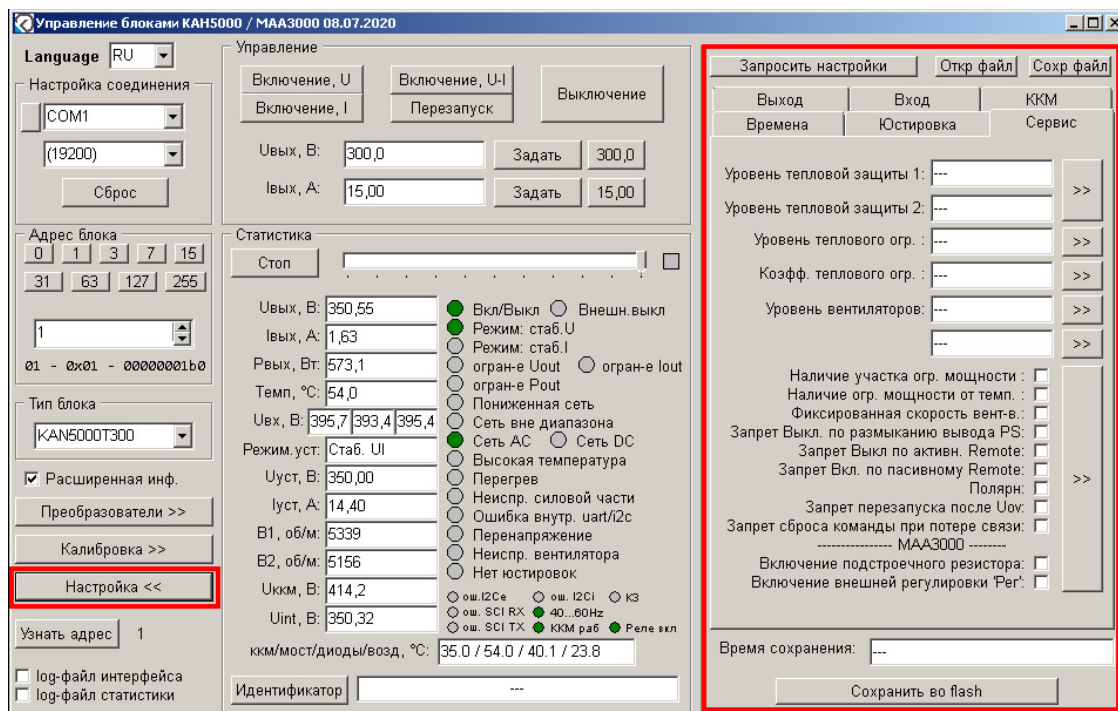 Управление блоками КАН5000 / МАА3000 08.07.2020
Language RU
Настройка соединения
COM1
(19200)
Сброс
Адрес блока
0 1 3 7 15
31 63 127 255
1
01 - 0x01 - 00000001b0
Тип блока
KAN5000T300
Расширенная инф.
Преобразователи >>
Калибровка >>
Настройка <<
Узнать адрес 1
log-файл интерфейса
log-файл статистики
Управление
Включение, U
Включение, U-I
Выключение
Включение, I
Перезапуск
Uвых, В: 300,0 Задать 300,0
Iвых, А: 15,00 Задать 15,00
Статистика
Стоп
Uвых, В: 350,55
Iвых, А: 1,63
Pвых, Вт: 573,1
Темп, °C: 54,0
Uвх, В: 395,7 393,4 395,4
Режим.уст: Стаб. UI
Uуст, В: 350,00
Iуст, А: 14,40
В1, об/м: 5339
В2, об/м: 5156
Uккм, В: 414,2
Uint, В: 350,32
Вкл/Выкл Внешн.выкл
Режим: стаб.U
Режим: стаб.I
огран-е Uout огран-е Iout
огран-е Pout
Пониженная сеть
Сеть вне диапазона
Сеть AC Сеть DC
Высокая температура
Перегрев
Неиспр. силовой части
Ошибка внутр. uart/i2c
Перенапряжение
Неиспр. вентилятора
Нет юстировок
ош.I2Ce ош. I2Ci КЗ
ош. SCI RX 40...60Hz
ош. SCI TX ККМ раб Реле вкл
ккм/мост/диоды/возд, °C: 35.0 / 54.0 / 40.1 / 23.8
Идентификатор ---
Запросить настройки Откр файл Сохр файл
Выход Вход ККМ
Времена Юстировка Сервис
Уровень тепловой защиты 1: ---
>>
Уровень тепловой защиты 2: ---
Уровень теплового огр. : --- >>
Коэфф. теплового огр. : --- >>
Уровень вентиляторов: --- >>
--- >>
Наличие участка огр. мощности :
Наличие огр. мощности от темп. :
Фиксированная скорость вент-в.:
Запрет Выкл. по размыканию вывода PS:
Запрет Выкл по активн. Remote:
Запрет Вкл. по пасивному Remote:
>>
Полярн:
Запрет перезапуска после Uov:
Запрет сброса команды при потере связи:
---------------- МАА3000 --------
Включение подстроечного резистора:
Включение внешней регулировки 'Рег':
Время сохранения: ---
Сохранить во flash